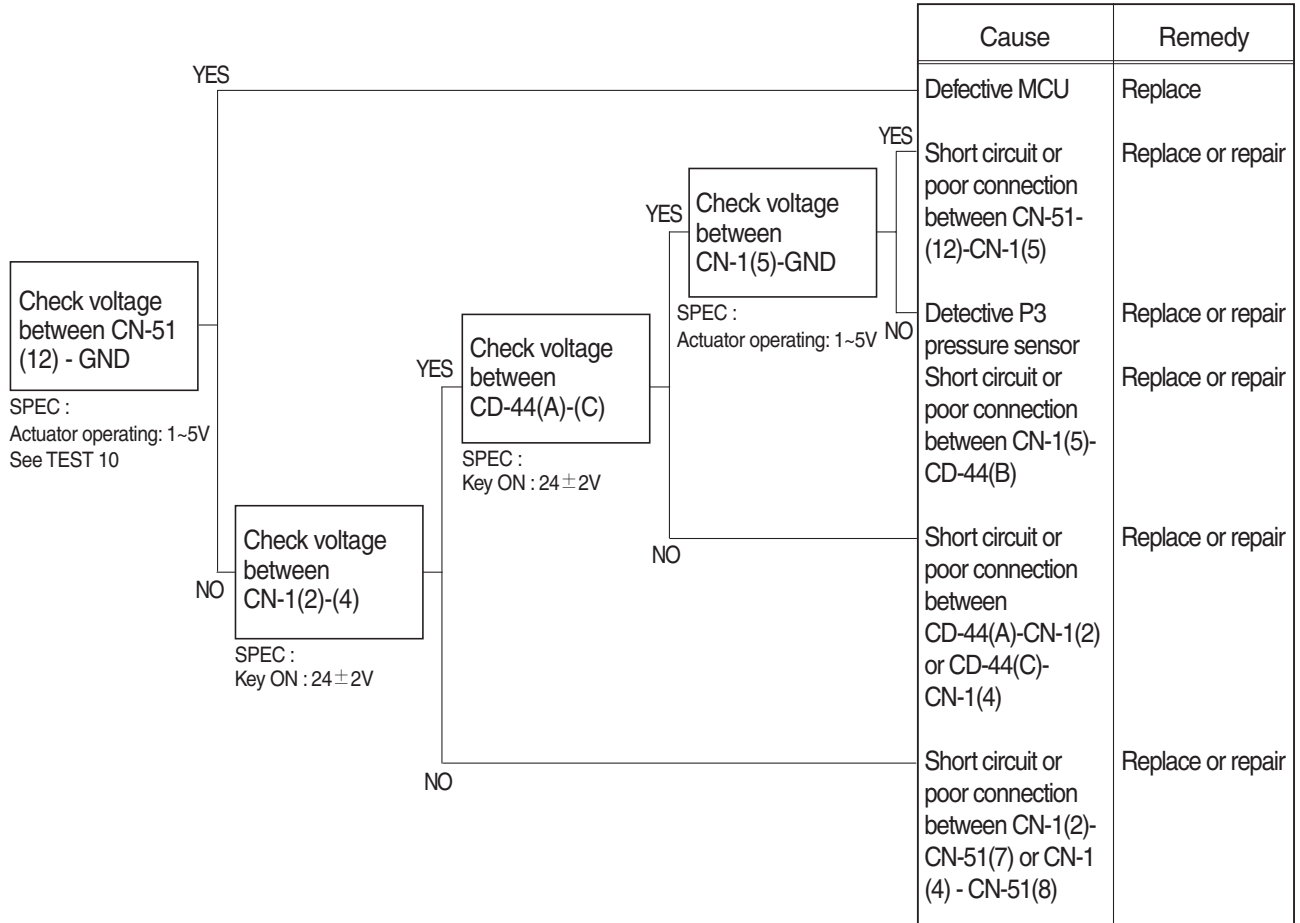 Cause
Remedy
YES
Defective MCU
Replace
YES
Short circuit or
poor connection
between CN-51-
(12)-CN-1(5)
Replace or repair
YES
Check voltage
between
CN-1(5)-GND
SPEC :
Actuator operating: 1~5V
NO
Detective P3
pressure sensor
Replace or repair
Short circuit or
poor connection
between CN-1(5)-
CD-44(B)
Replace or repair
Check voltage
between CN-51
(12) - GND
SPEC :
Actuator operating: 1~5V
See TEST 10
YES
Check voltage
between
CD-44(A)-(C)
SPEC :
Key ON : 24±2V
NO
Short circuit or
poor connection
between
CD-44(A)-CN-1(2)
or CD-44(C)-
CN-1(4)
Replace or repair
NO
Check voltage
between
CN-1(2)-(4)
SPEC :
Key ON : 24±2V
NO
Short circuit or
poor connection
between CN-1(2)-
CN-51(7) or CN-1
(4) - CN-51(8)
Replace or repair